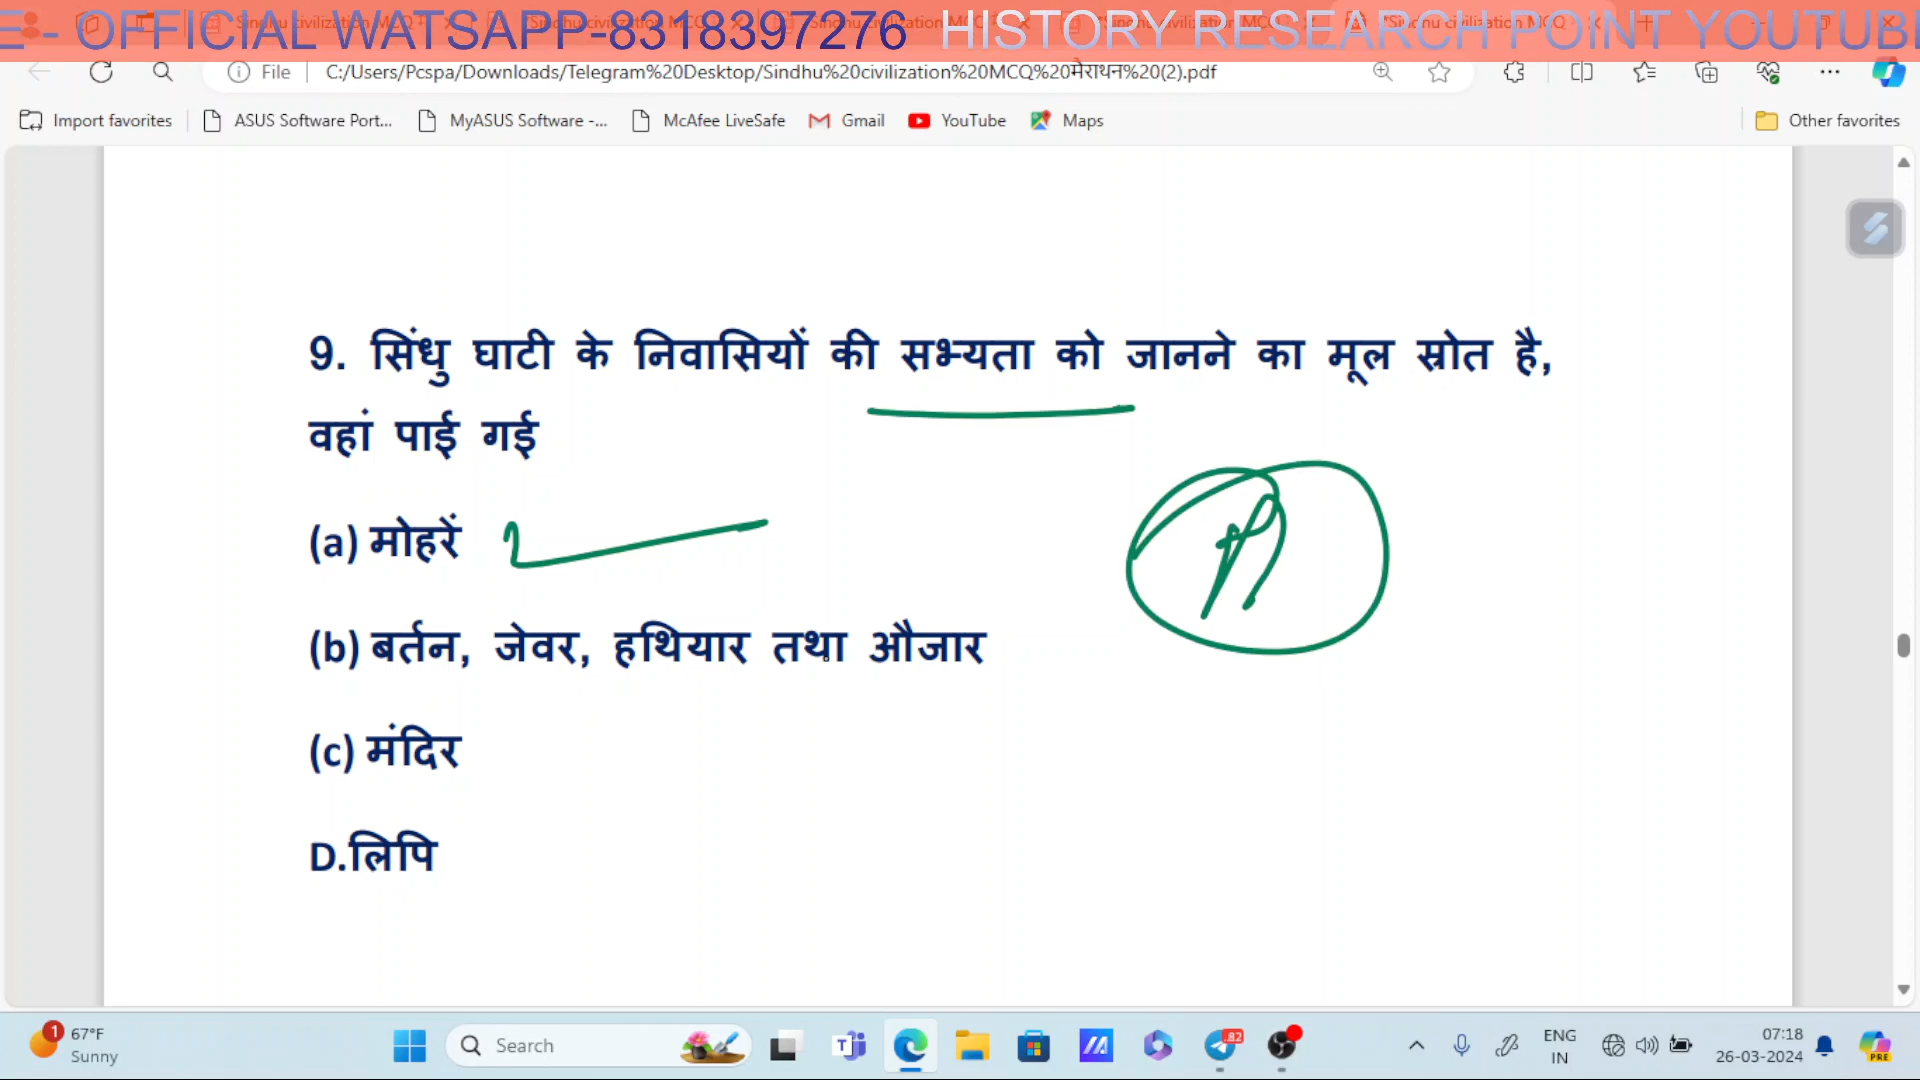 E - OFFICIAL WATSAPP-8318397276 HISTORY RESEARCH POINT YOUTUBE
File C:/Users/Pcspa/Downloads/Telegram%20Desktop/Sindhu%20civilization%20MCQ%20मेराथन%20(2).pdf
Import favorites ASUS Software Port... MyASUS Software -... McAfee LiveSafe Gmail YouTube Maps Other favorites
9. सिंधु घाटी के निवासियों की सभ्यता को जानने का मूल स्रोत है,
वहां पाई गई
(a) मोहरें
(b) बर्तन, जेवर, हथियार तथा औजार
(c) मंदिर
D.लिपि
A
1 67°F
Sunny
Search
82
ENG
IN
07:18
26-03-2024
PRE